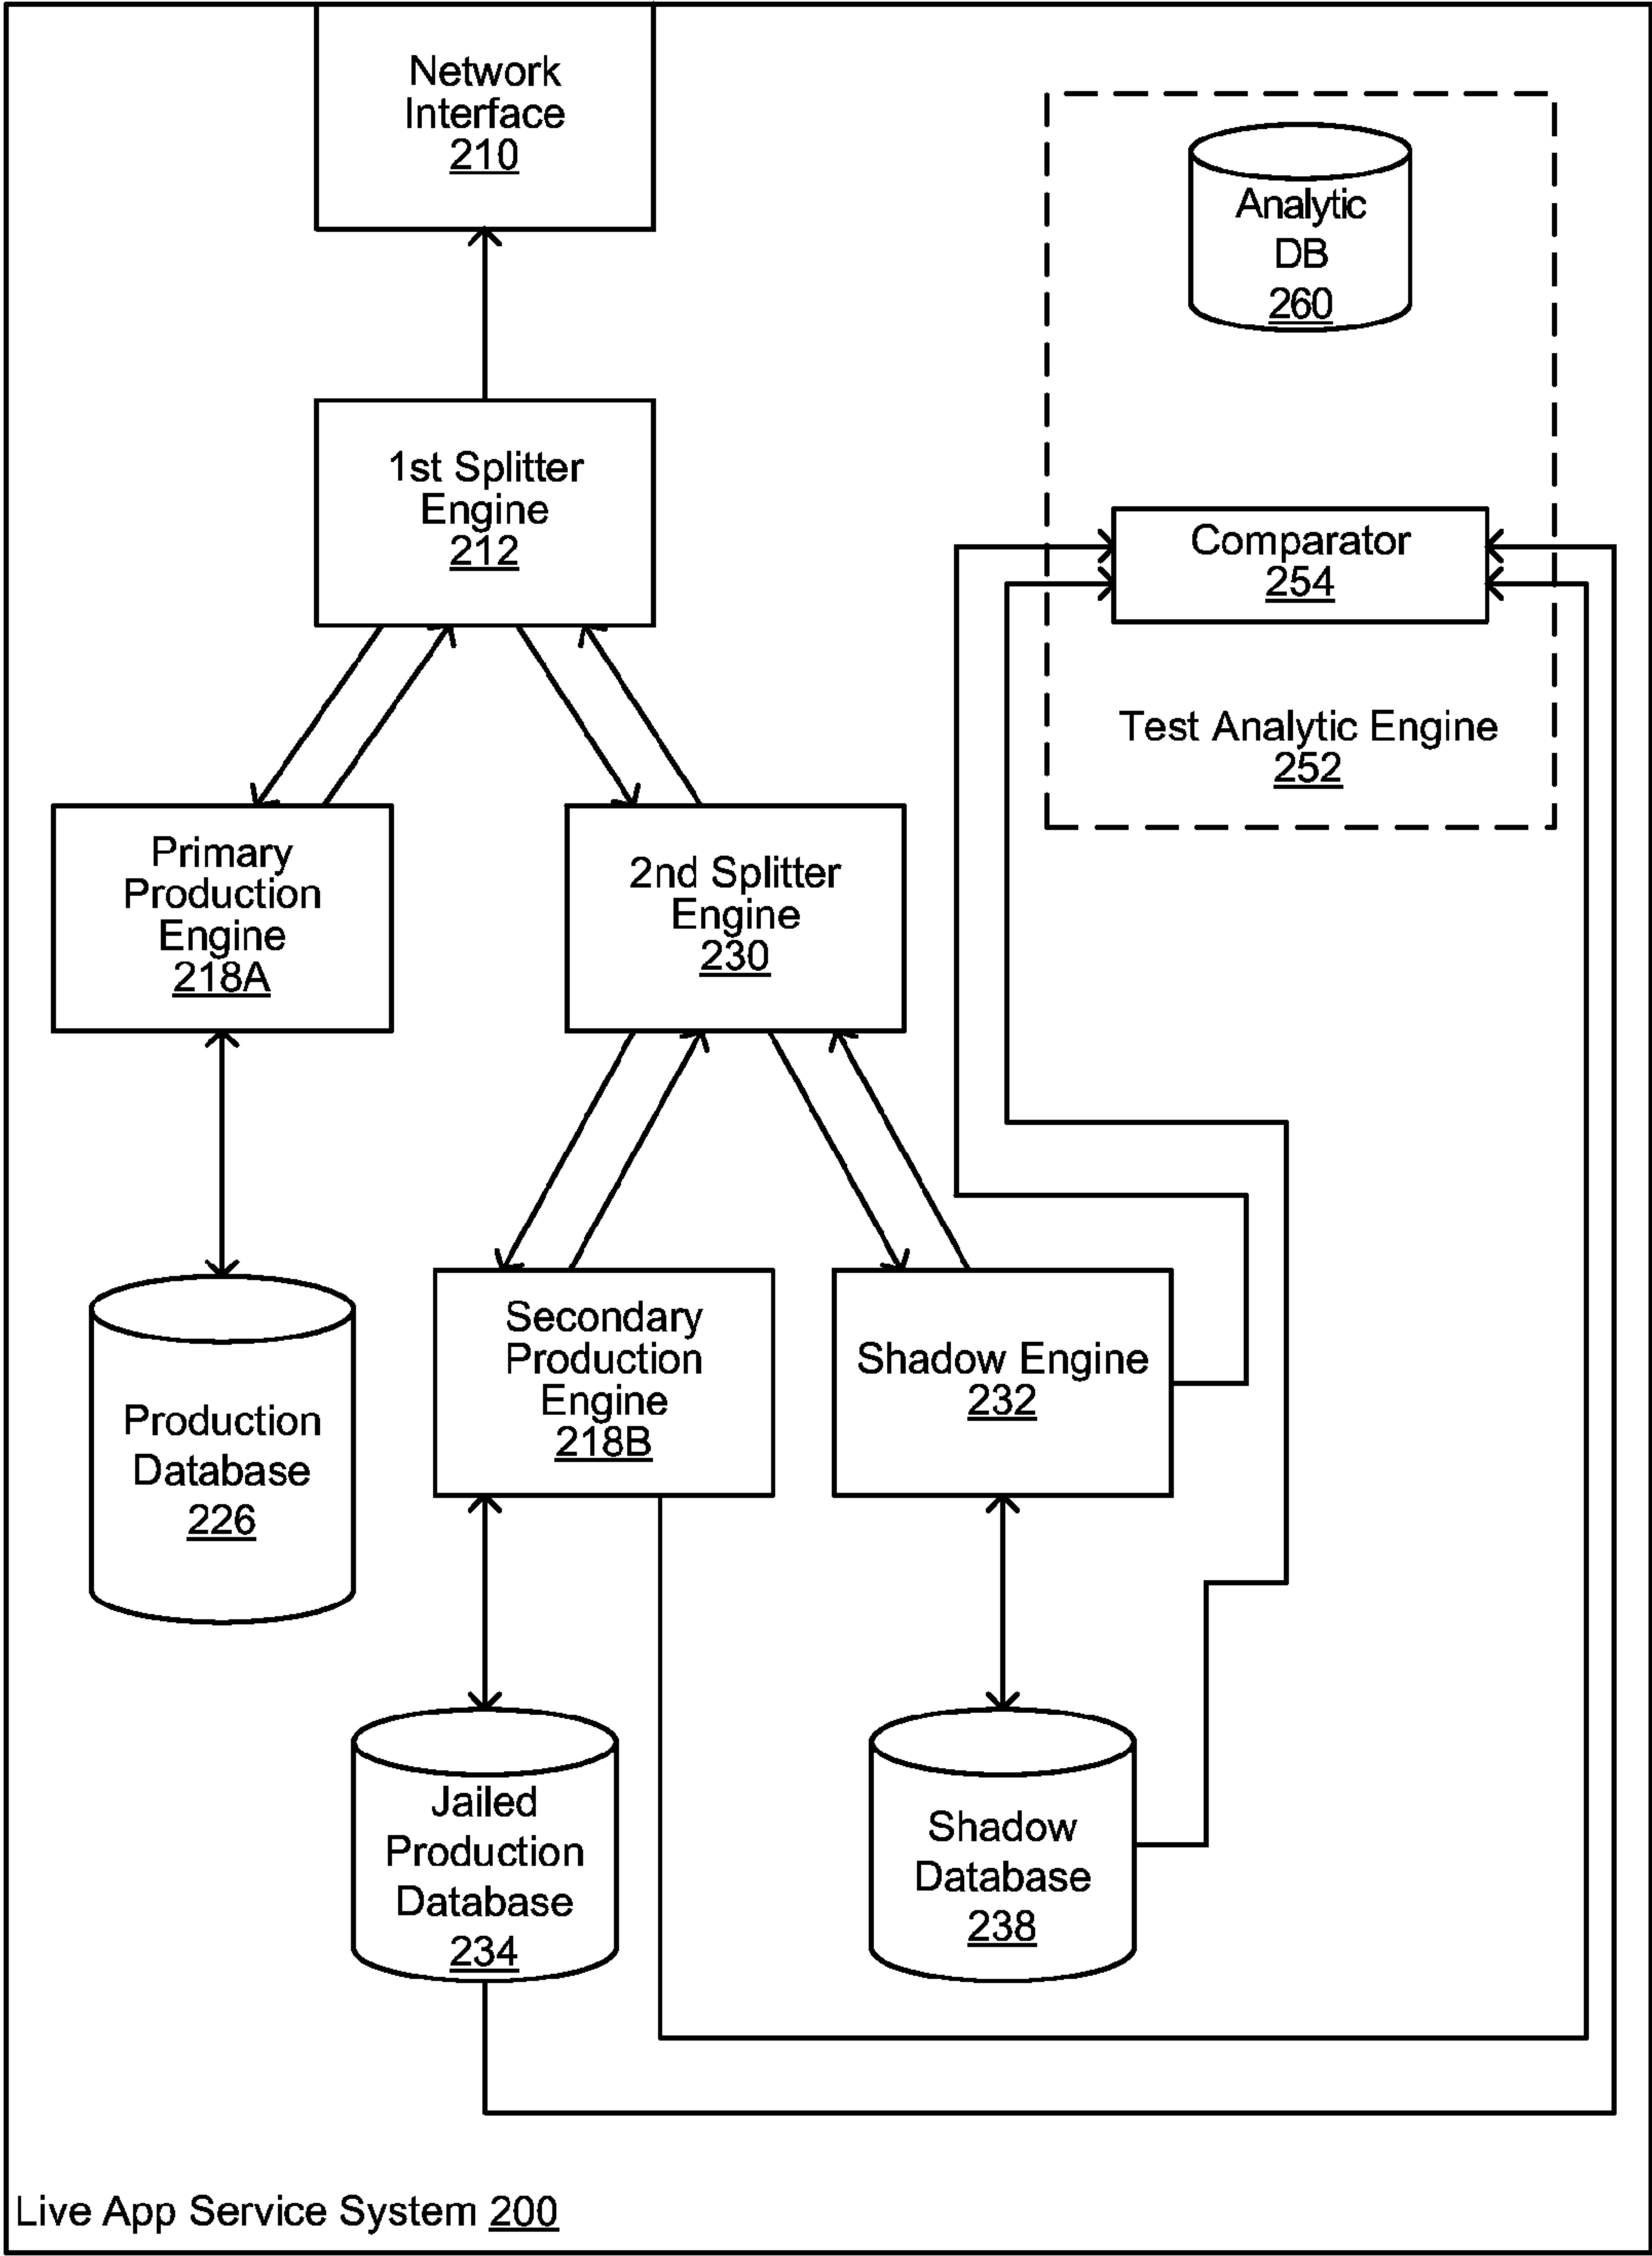 Network
Interface
210
Analytic
DB
260
1st Splitter
Engine
212
Comparator
254
Test Analytic Engine
252
Primary
Production
Engine
218A
2nd Splitter
Engine
230
Secondary
Production
Engine
218B
Shadow Engine
232
Production
Database
226
Jailed
Production
Database
234
Shadow
Database
238
Live App Service System 200